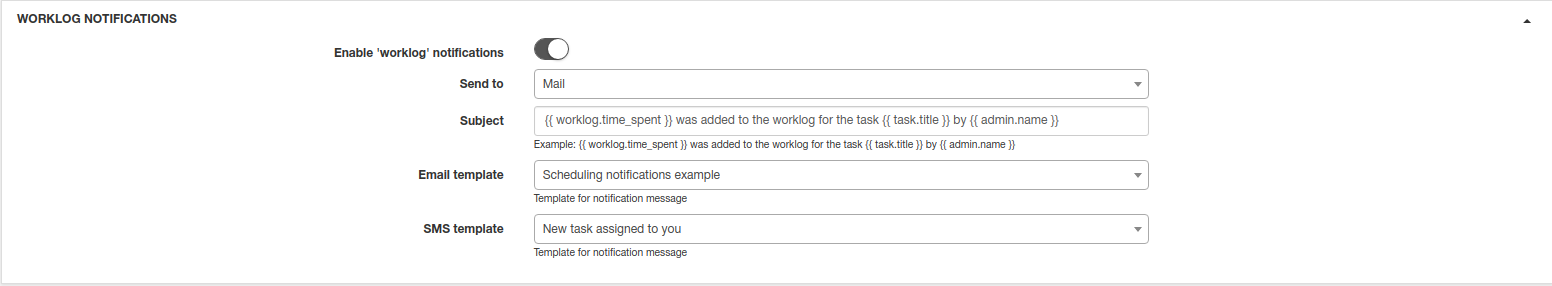 WORKLOG NOTIFICATIONS
Enable 'worklog' notifications
Send to Mail
Subject {{ worklog.time_spent }} was added to the worklog for the task {{ task.title }} by {{ admin.name }}
Example: {{ worklog.time_spent }} was added to the worklog for the task {{ task.title }} by {{ admin.name }}
Email template Scheduling notifications example
Template for notification message
SMS template New task assigned to you
Template for notification message